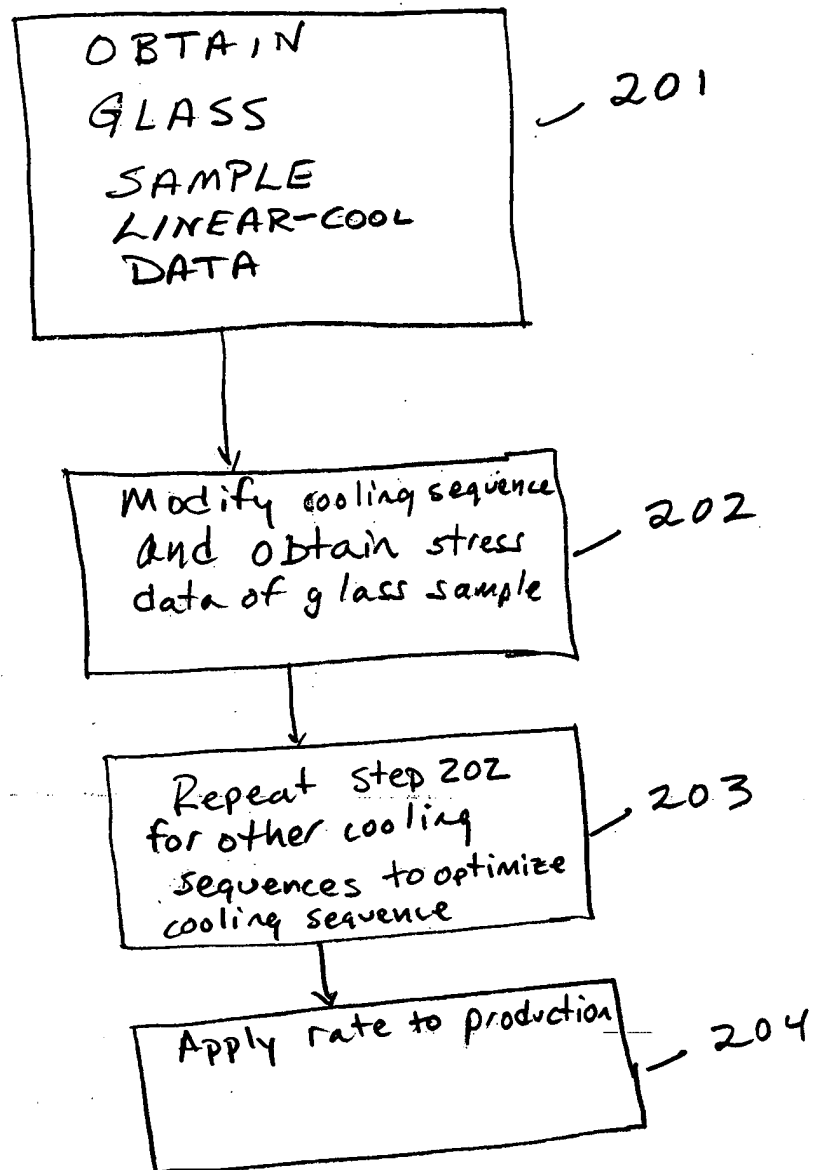 OBTAIN
GLASS
SAMPLE
LINEAR-COOL
DATA
201
Modify cooling sequence
and obtain stress
data of glass sample
202
Repeat step 202
for other cooling
sequences to optimize
cooling sequence
203
Apply rate to production
204